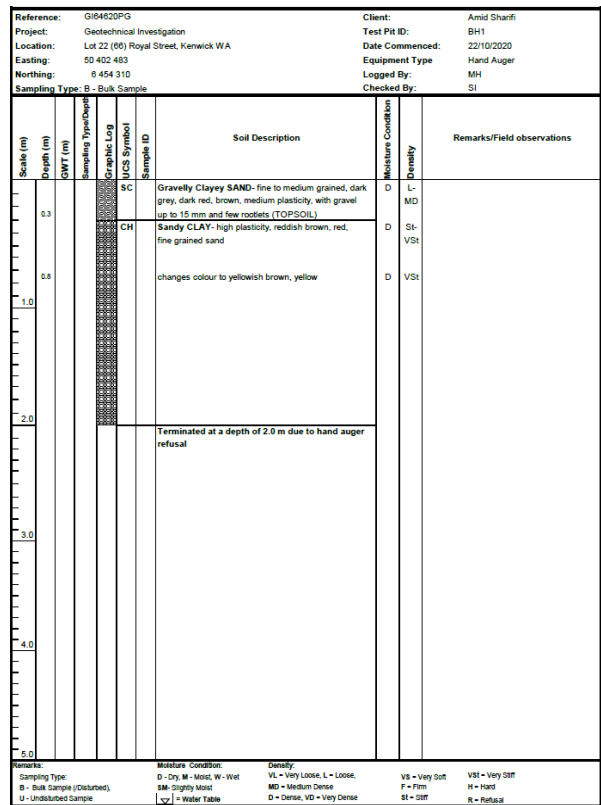 Reference: GI64620PG Client: Amid Sharifi
Project: Geotechnical Investigation Test Pit ID: BH1
Location: Lot 22 (66) Royal Street, Kenwick WA Date Commenced: 22/10/2020
Easting: 50 402 483 Equipment Type Hand Auger
Northing: 6 454 310 Logged By: MH
Sampling Type: B - Bulk Sample Checked By: SI
Scale (m)
Depth (m)
GWT (m)
Sampling Type/Depth
Graphic Log
UCS Symbol
Sample ID
Soil Description
Moisture Condition
Density
Remarks/Field observations
SC Gravelly Clayey SAND- fine to medium grained, dark D L-
grey, dark red, brown, medium plasticity, with gravel MD
0.3 up to 15 mm and few rootlets (TOPSOIL)
CH Sandy CLAY- high plasticity, reddish brown, red, D St-
fine grained sand VSt
0.8 changes colour to yellowish brown, yellow D VSt
1.0
2.0
Terminated at a depth of 2.0 m due to hand auger
refusal
3.0
4.0
5.0
Remarks: Moisture Condition: Density:
Sampling Type: D - Dry, M - Moist, W - Wet VL - Very Loose, L - Loose, VS - Very Soft VSt - Very Stiff
B - Bulk Sample (/Disturbed), SM- Slightly Moist MD - Medium Dense F - Firm H - Hard
U - Undisturbed Sample = Water Table D - Dense, VD - Very Dense St - Stiff R - Refusal